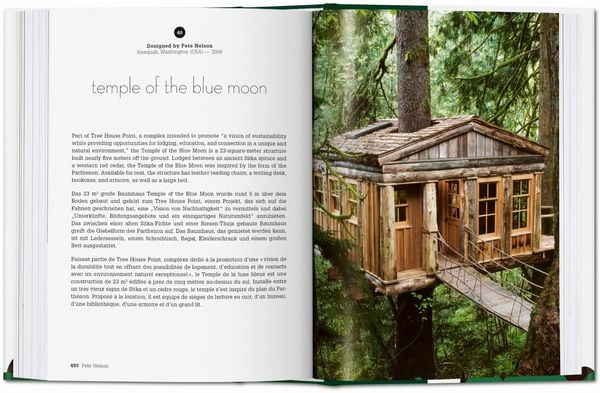 46
Designed by Pete Nelson
Issaquah, Washington (USA) — 2006
temple of the blue moon
Part of Tree House Point, a complex intended to promote “a vision of sustainability
while providing opportunities for lodging, education, and connection in a unique and
natural environment,” the Temple of the Blue Moon is a 23-square-meter structure
built nearly five meters off the ground. Lodged between an ancient Sitka spruce and
a western red cedar, the Temple of the Blue Moon was inspired by the form of the
Parthenon. Available for rent, the structure has leather reading chairs, a writing desk,
bookcase, and armoire, as well as a large bed.
Das 23 m² große Baumhaus Temple of the Blue Moon wurde rund 5 m über dem
Boden gebaut und gehört zum Tree House Point, einem Projekt, das sich auf die
Fahnen geschrieben hat, eine „Vision von Nachhaltigkeit“ zu vermitteln und dabei
„Unterkünfte, Bildungsangebote und ein einzigartiges Naturumfeld“ anzubieten.
Das zwischen einer alten Sitka-Fichte und einer Riesen-Thuja gebaute Baumhaus
greift die Giebelform des Parthenon auf. Das Baumhaus, das gemietet werden kann,
ist mit Ledersesseln, einem Schreibtisch, Regal, Kleiderschrank und einem großen
Bett ausgestattet.
Faisant partie de Tree House Point, complexe dédié à la promotion d’une « vision de
la durabilité tout en offrant des possibilités de logement, d’éducation et de contacts
avec un environnement naturel exceptionnel », le Temple de la lune bleue est une
construction de 23 m² édifiée à près de cinq mètres au-dessus du sol. Installé entre
un très vieux sapin de Sitka et un cèdre rouge, le temple s’est inspiré du plan du Par-
thénon. Proposé à la location, il est équipé de sièges de lecture en cuir, d’un bureau,
d’une bibliothèque, d’une armoire et d’un grand lit.
450 Pete Nelson